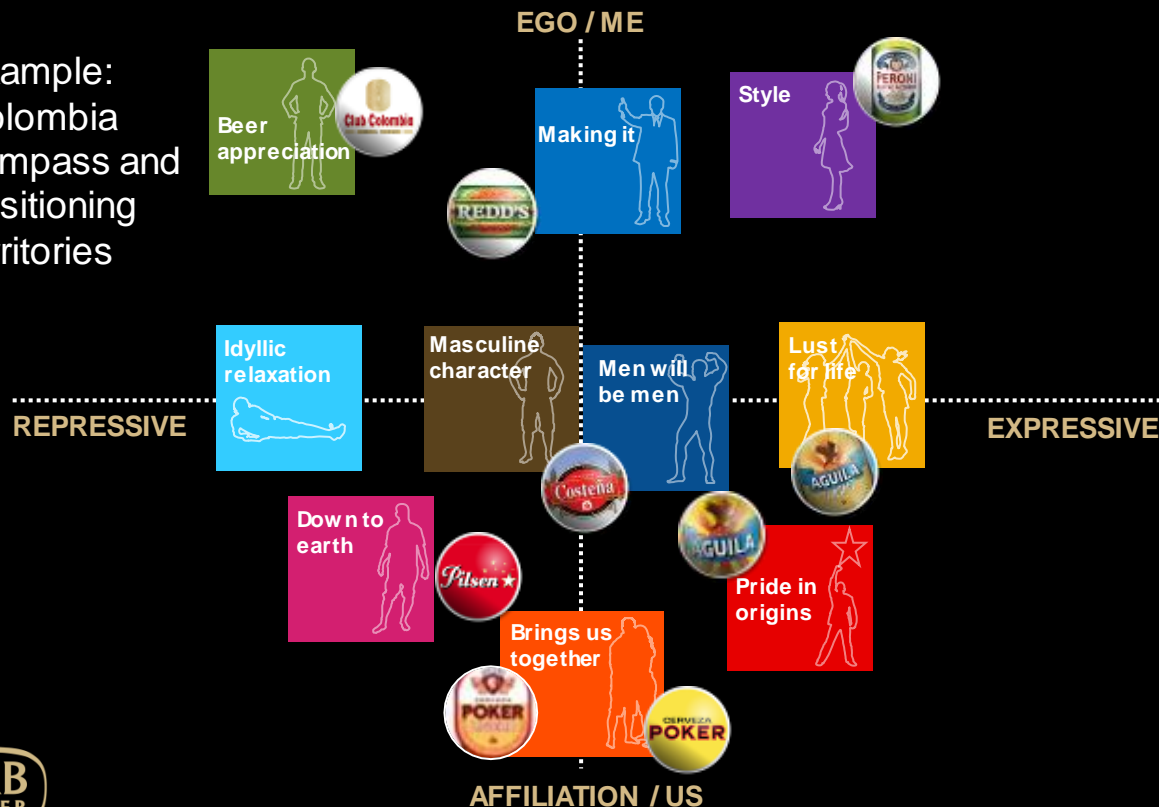 EGO / ME
ample:
olombia
mpass and
sitioning
rritories
Beer
appreciation
Club Colombia
Making it
REDD'S
Style
PERONI
Idyllic
relaxation
Masculine
character
Men will
be men
Lust
for life
REPRESSIVE
EXPRESSIVE
Costeña
AGUILA
AGUILA
Down to
earth
Pilsen
Pride in
origins
Brings us
together
POKER
CERVEZA
POKER
AB
AFFILIATION / US